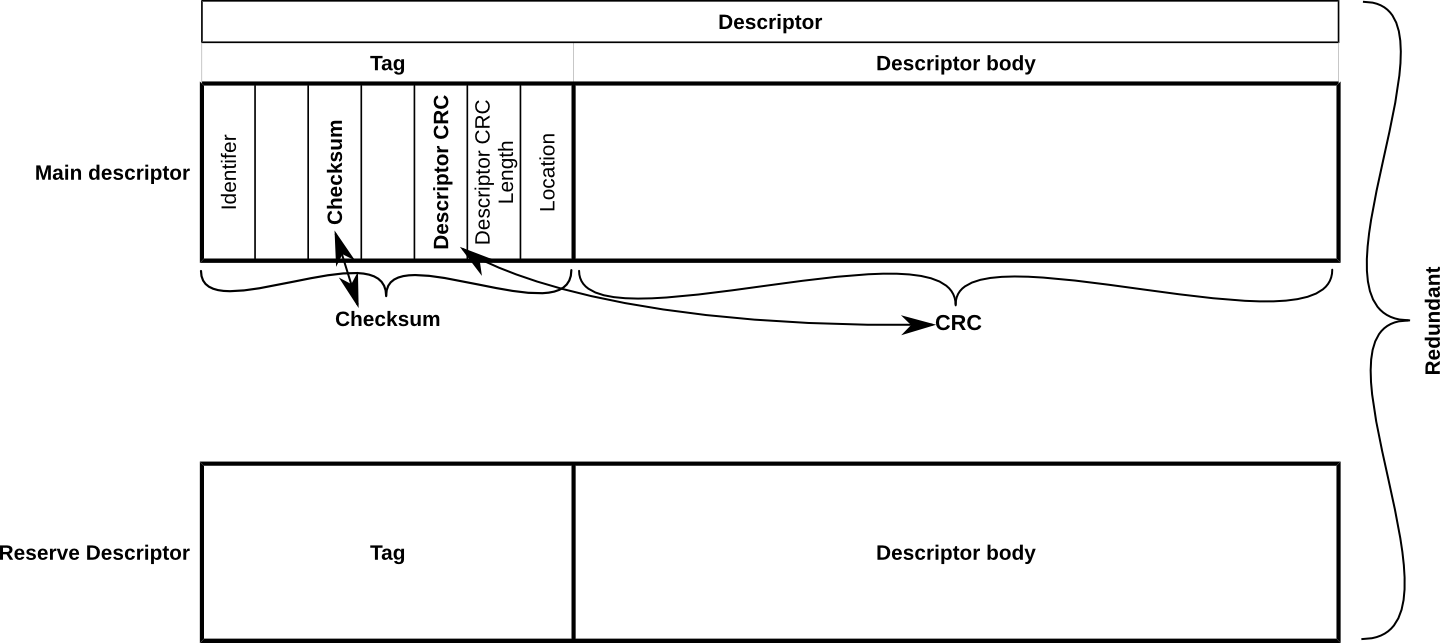 Descriptor
Tag
Descriptor body
Main descriptor
Identifer
Checksum
Descriptor CRC
Descriptor CRC
Length
Location
Checksum
CRC
Redundant
Reserve Descriptor
Tag
Descriptor body